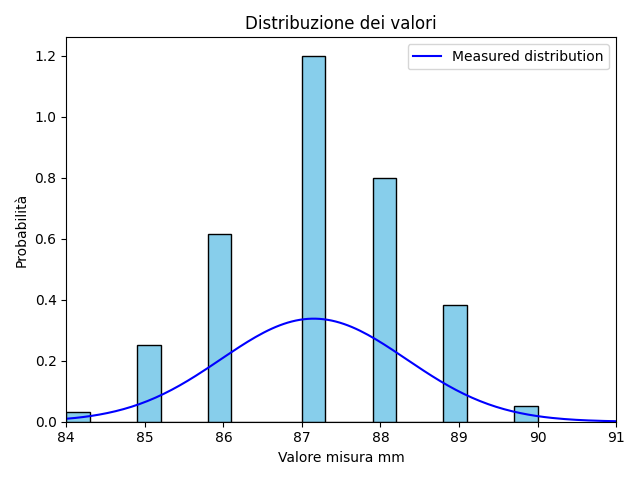 Distribuzione dei valori
Measured distribution
Probabilità
1.2
1.0
0.8
0.6
0.4
0.2
0.0
84 85 86 87 88 89 90 91
Valore misura mm